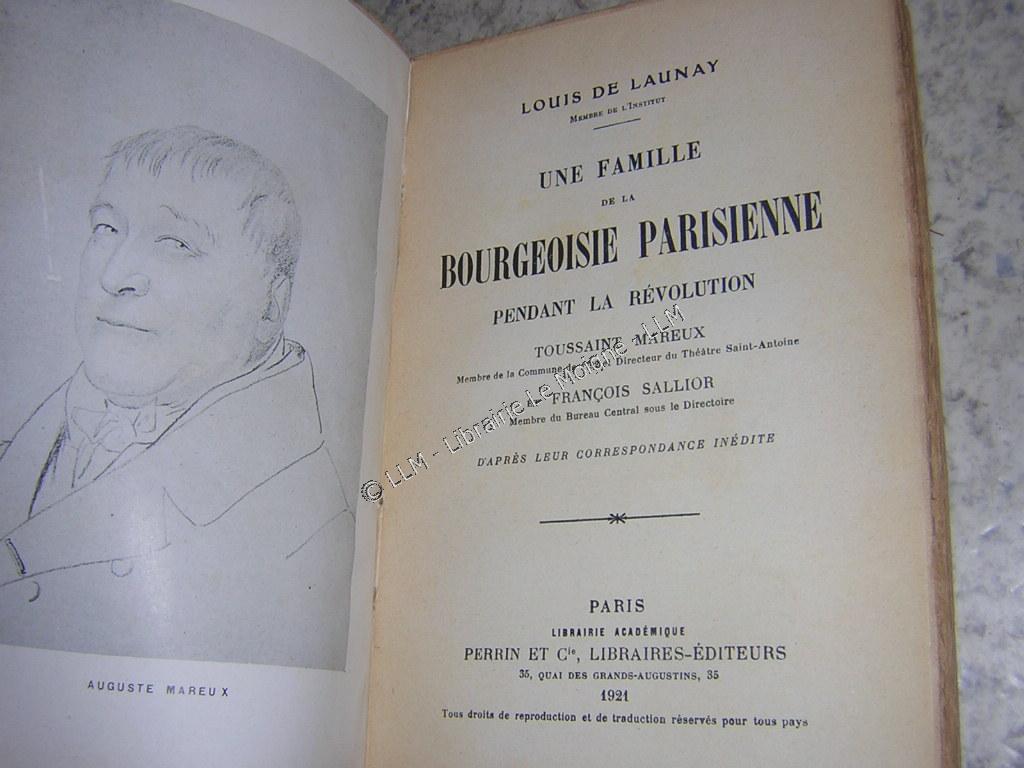 AUGUSTE MAREUX
LOUIS DE LAUNAY
MEMBRE DE L'INSTITUT
UNE FAMILLE
DE LA
BOURGEOISIE PARISIENNE
PENDANT LA RÉVOLUTION
TOUSSAINT MAREUX
Membre de la Commune de et Directeur du Théâtre Saint-Antoine
FRANÇOIS SALLIOR
Membre du Bureau Central sous le Directoire
D'APRÈS LEUR CORRESPONDANCE INÉDITE
PARIS
LIBRAIRIE ACADÉMIQUE
PERRIN ET Cie, LIBRAIRES-ÉDITEURS
35, QUAI DES GRANDS-AUGUSTINS, 35
1921
Tous droits de reproduction et de traduction réservés pour tous pays
© LLM - Librairie Le Moigne - LLM